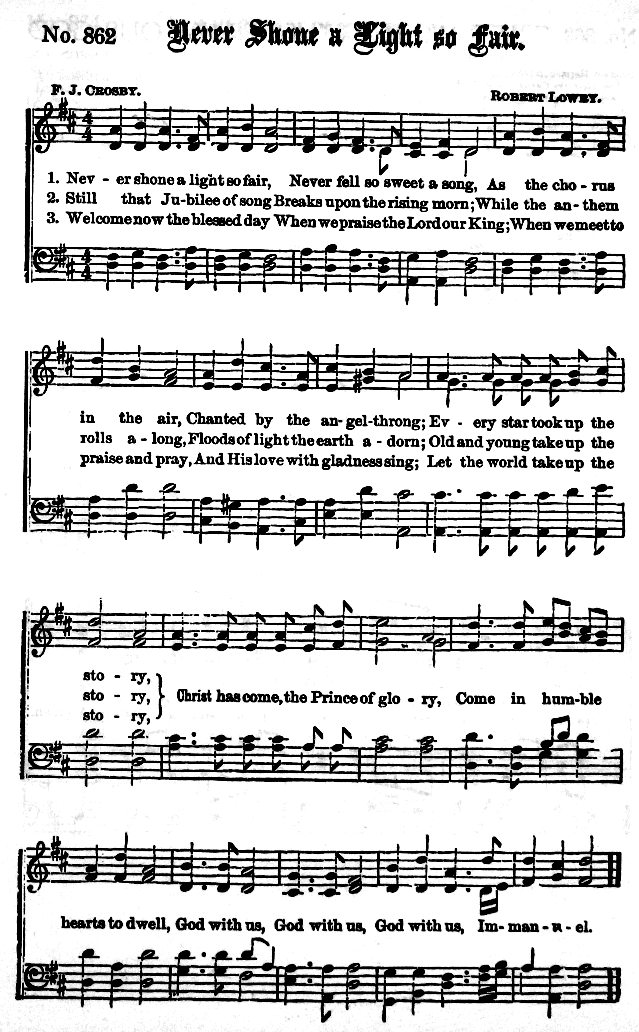 No. 862 Never Shone a Light so Fair.
F. J. CROSBY. ROBERT LOWRY.
1. Nev - er shone a light so fair, Never fell so sweet a song, As the cho - rus
2. Still that Ju-bilee of song Breaks upon the rising morn; While the an-them
3. Welcome now the blessed day When we praise the Lord our King; When we meet to
in the air, Chanted by the an-gel-throng; Ev - ery star took up the
rolls a - long, Floods of light the earth a - dorn; Old and young take up the
praise and pray, And His love with gladness sing; Let the world take up the
sto - ry,
sto - ry, Christ has come, the Prince of glo - ry, Come in hum-ble
sto - ry,
hearts to dwell, God with us, God with us, God with us, Im-man-u-el.